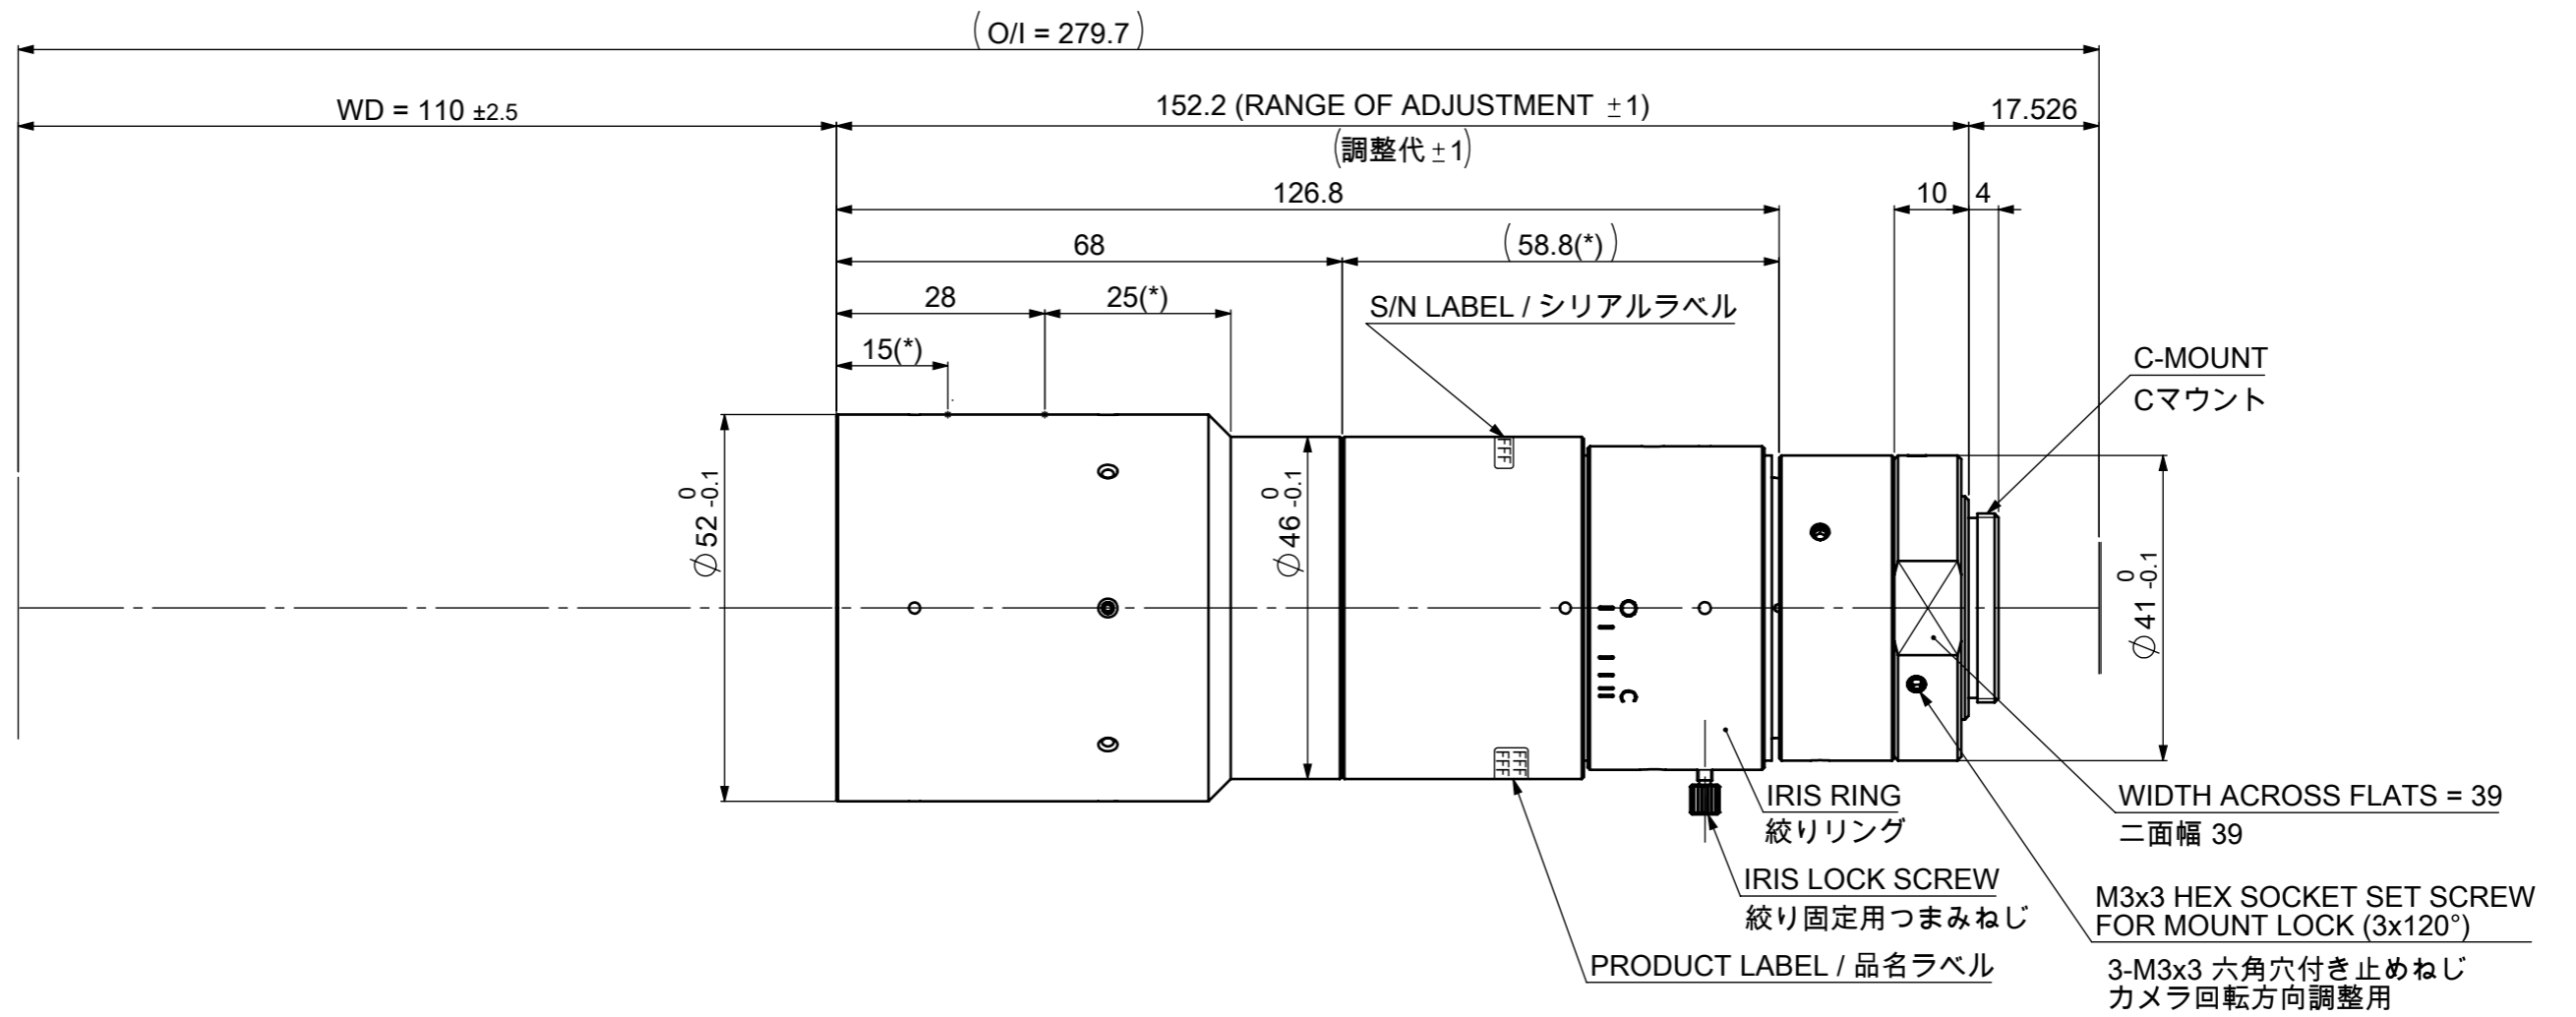 (O/I = 279.7)
WD = 110 ±2.5
152.2 (RANGE OF ADJUSTMENT ±1)
(調整代 ±1)
17.526
126.8
10
4
68
(58.8(*))
28
25(*)
15(*)
S/N LABEL / シリアルラベル
C-MOUNT
Cマウント
FFF
∅52 0 -0.1
∅46 0 -0.1
∅41 0 -0.1
O
C
FFF
FFF
IRIS RING
絞りリング
WIDTH ACROSS FLATS = 39
二面幅 39
IRIS LOCK SCREW
絞り固定用つまみねじ
M3x3 HEX SOCKET SET SCREW
FOR MOUNT LOCK (3x120°)
PRODUCT LABEL / 品名ラベル
3-M3x3 六角穴付き止めねじ
カメラ回転方向調整用